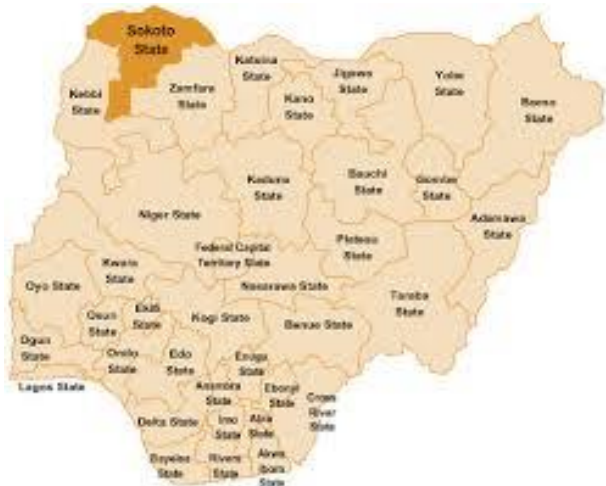 Sokoto
State
Katsina
State
Jigawa
State
Yobe
State
Kebbi
State
Zamfara
State
Kano
State
Borno
State
Kaduna
State
Bauchi
State
Gombe
State
Niger State
Adamawa
State
Federal Capital
Territory State
Plateau
State
Kwara
State
Nasarawa State
Oyo State
Taraba
State
Osun
State
Ekiti
State
Kogi State
Benue State
Ogun
State
Ondo
State
Edo
State
Enugu
State
Lagos State
Anambra
State
Ebonyi
State
Cross
River
State
Delta State
Imo
State
Abia
State
Bayelsa
State
Rivers
State
Akwa
Ibom
State